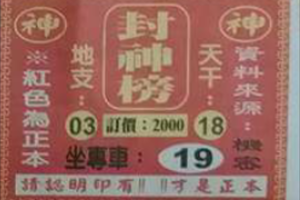 神
封神榜
神
天干：
18
地支：
03
訂價：2000
資料來源：機密
※紅色為正本
坐專車：19
請認明印有!! !!才是正本